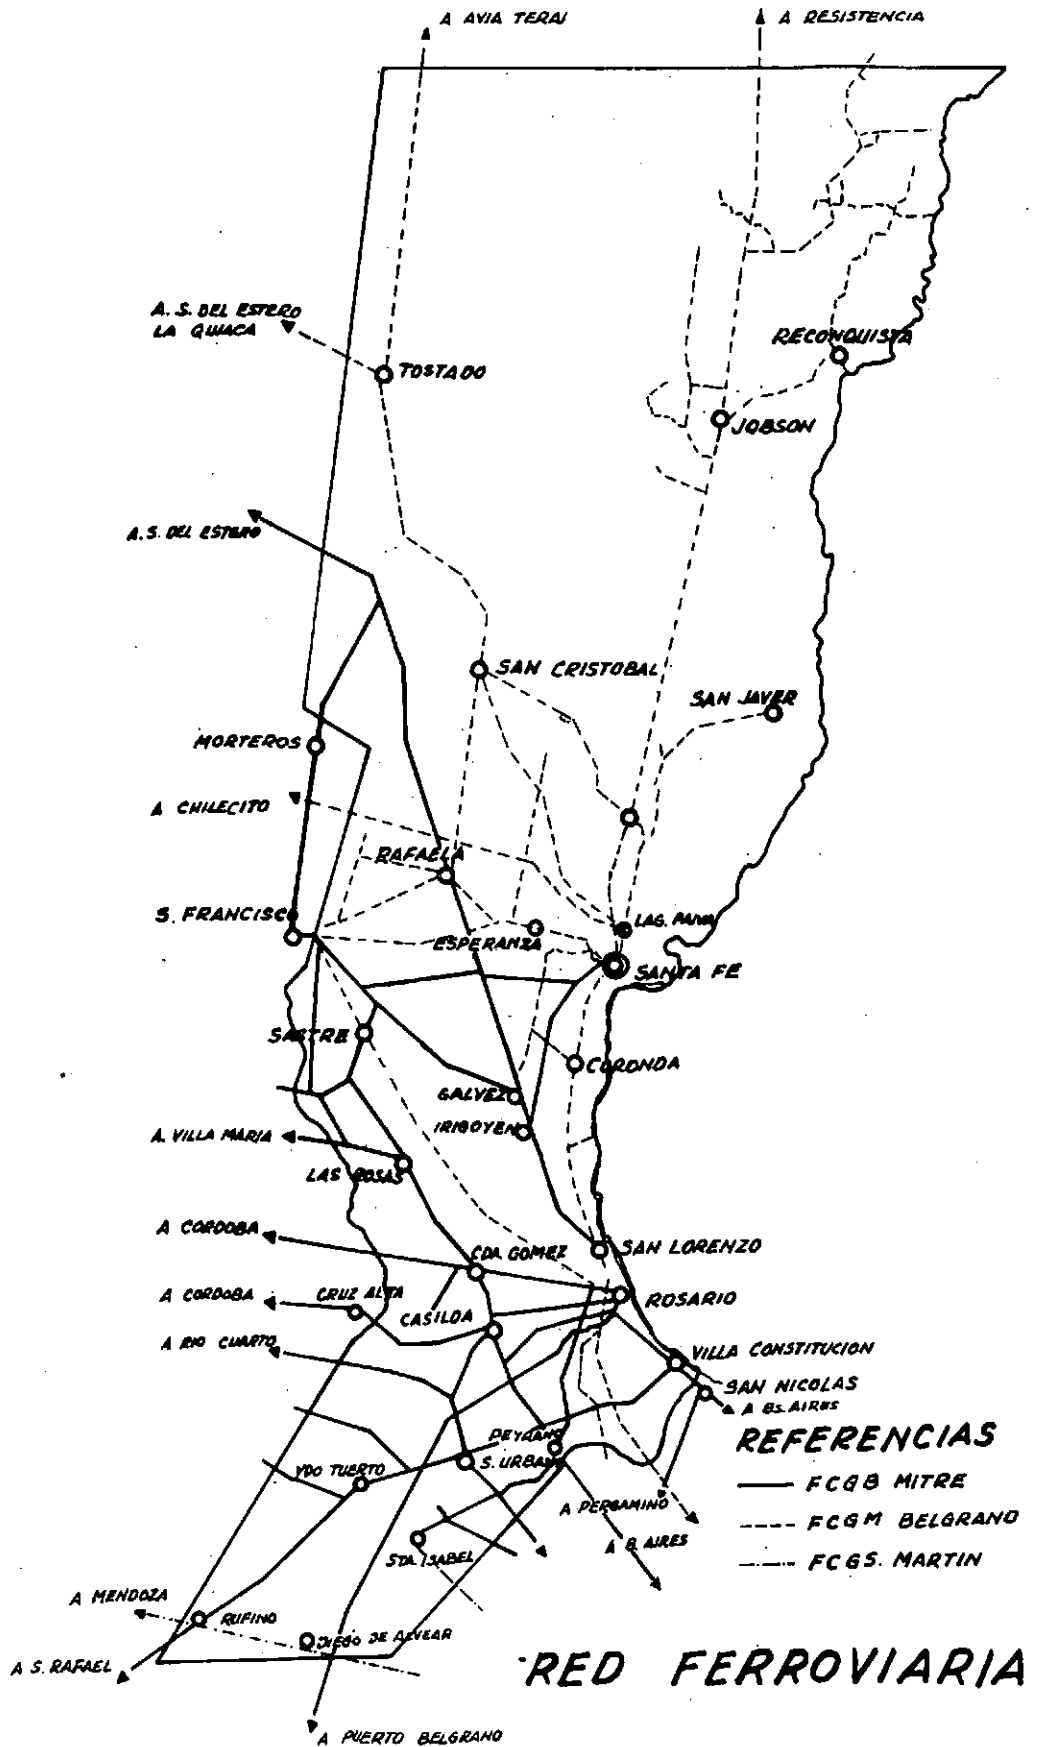 A AVIA TERAI
A RESISTENCIA
A. S. DEL ESTERO
LA QUIACA
RECONQUISTA
TOSTADO
JOBSON
A. S. DEL ESTERO
SAN CRISTOBAL
SAN JAVER
MORTEROS
A CHILECITO
RAFAELA
S. FRANCISCO
ESPERANZA
LAG. PAIVA
SANTA FE
SASTRE
CORONDA
GALVEZ
IRIGOYEN
A. VILLA MARIA
LAS ROSAS
A CORDOBA
CDA. GOMEZ
SAN LORENZO
A CORDOBA
CRUZ ALTA
CASILDA
ROSARIO
A RIO CUARTO
VILLA CONSTITUCION
SAN NICOLAS
A Bs. AIRES
PEYRANO
S. URBANO
VDO TUERTO
REFERENCIAS
FCGB MITRE
FCGM BELGRANO
FCGS. MARTIN
A PERGAMINO
A B. AIRES
STA. ISABEL
A MENDOZA
RUFINO
DIEGO DE ALVEAR
A S. RAFAEL
RED FERROVIARIA
A PUERTO BELGRANO